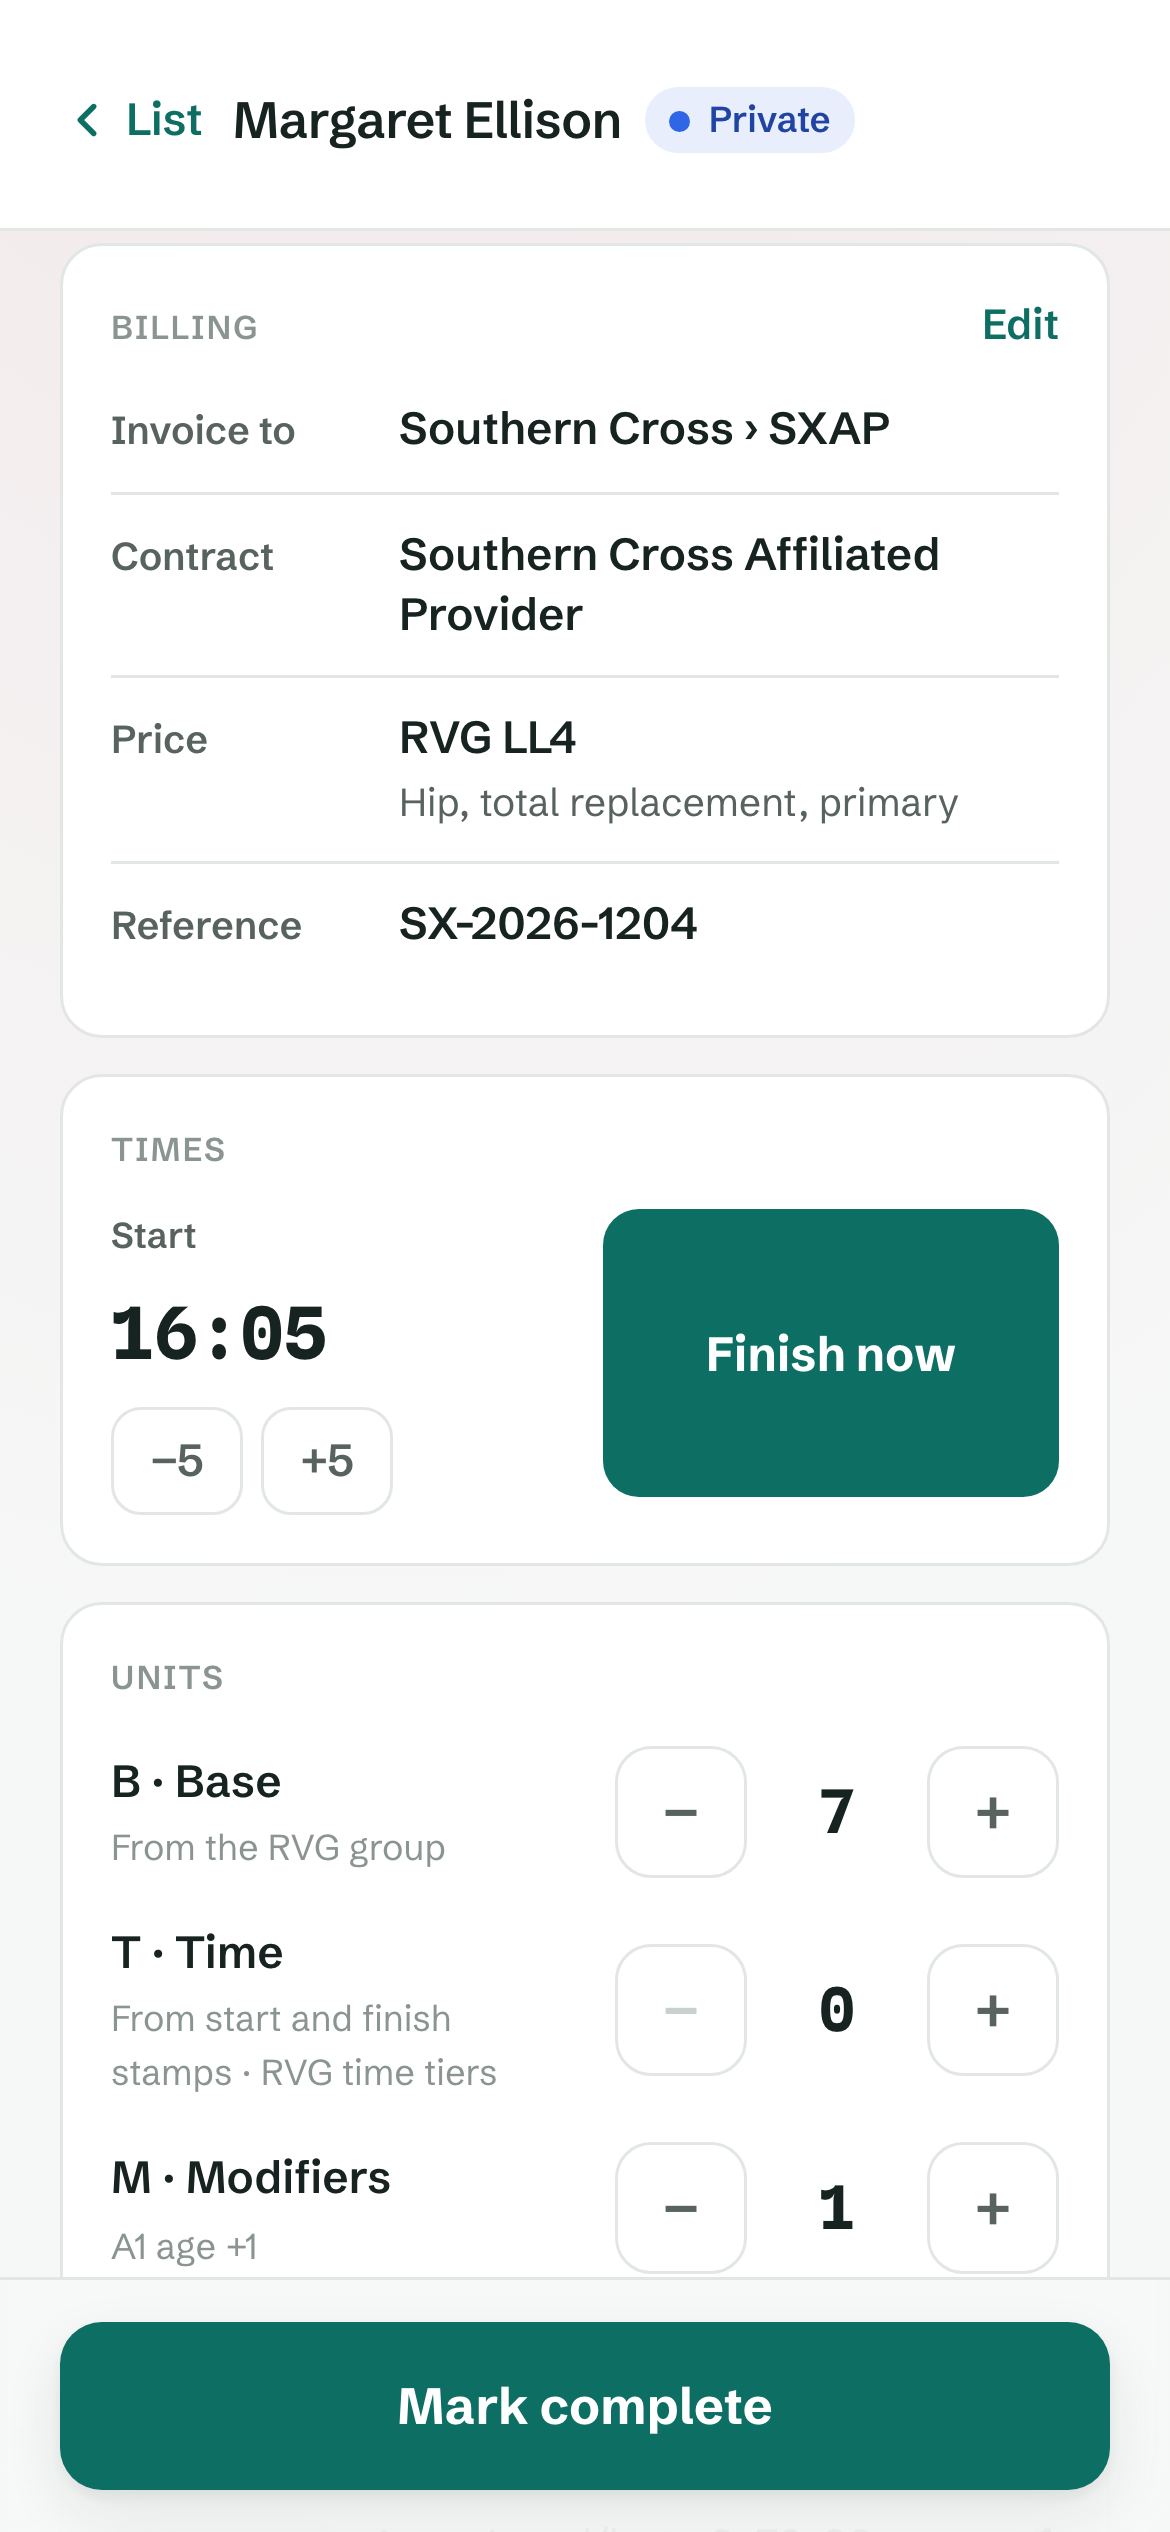 List Margaret Ellison Private
BILLING Edit
Invoice to Southern Cross › SXAP
Contract Southern Cross Affiliated
Provider
Price RVG LL4
Hip, total replacement, primary
Reference SX-2026-1204
TIMES
Start
16:05
Finish now
−5 +5
UNITS
B · Base
From the RVG group
− 7 +
T · Time
From start and finish
stamps · RVG time tiers
− 0 +
M · Modifiers
A1 age +1
− 1 +
Mark complete